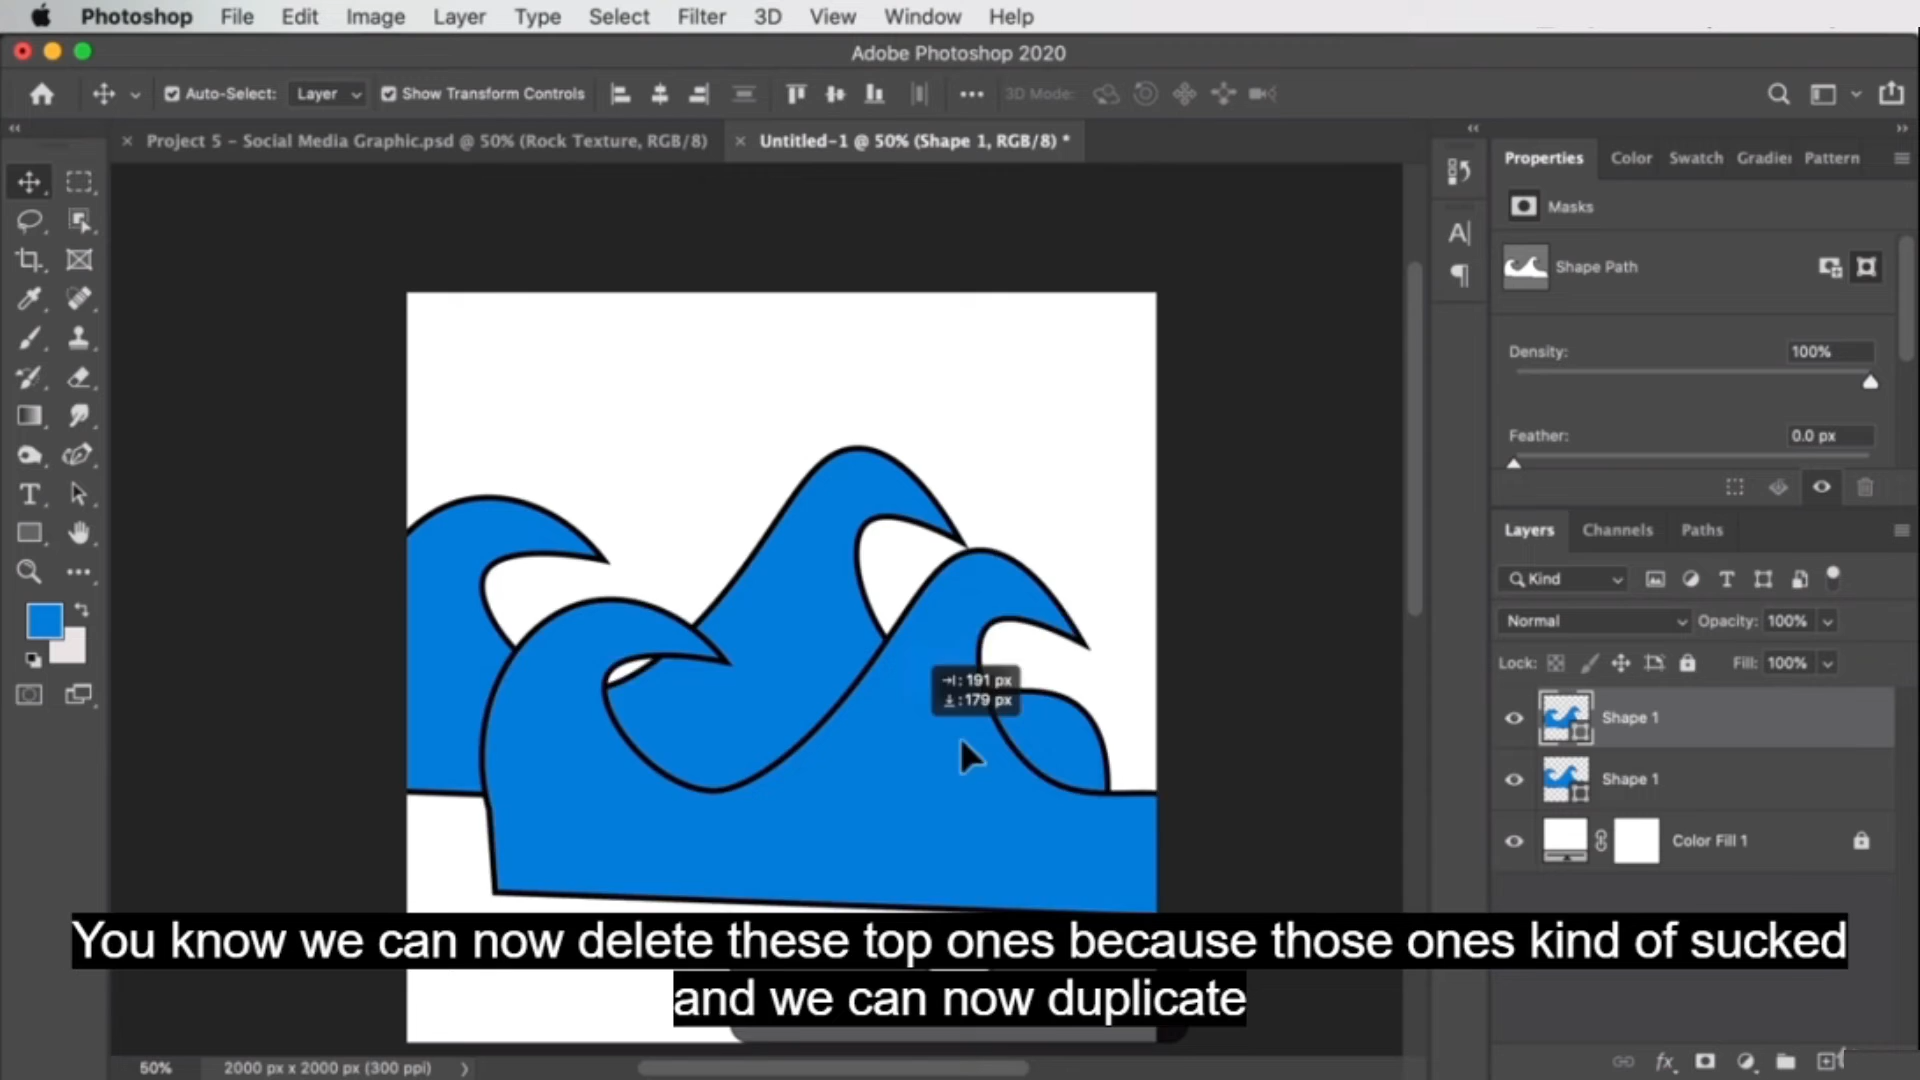 Photoshop File Edit Image Layer Type Select Filter 3D View Window Help
Adobe Photoshop 2020
Auto-Select: Layer Show Transform Controls 3D Mode:
Project 5 - Social Media Graphic.psd @ 50% (Rock Texture, RGB/8) Untitled-1 @ 50% (Shape 1, RGB/8) *
Properties Color Swatch Gradier Pattern
Masks
Shape Path
Density: 100%
Feather: 0.0 px
Layers Channels Paths
Kind
Normal Opacity: 100%
Lock: Fill: 100%
: 191 px
: 179 px
Shape 1
Shape 1
Color Fill 1
You know we can now delete these top ones because those ones kind of sucked
and we can now duplicate
50% 2000 px x 2000 px (300 ppi)